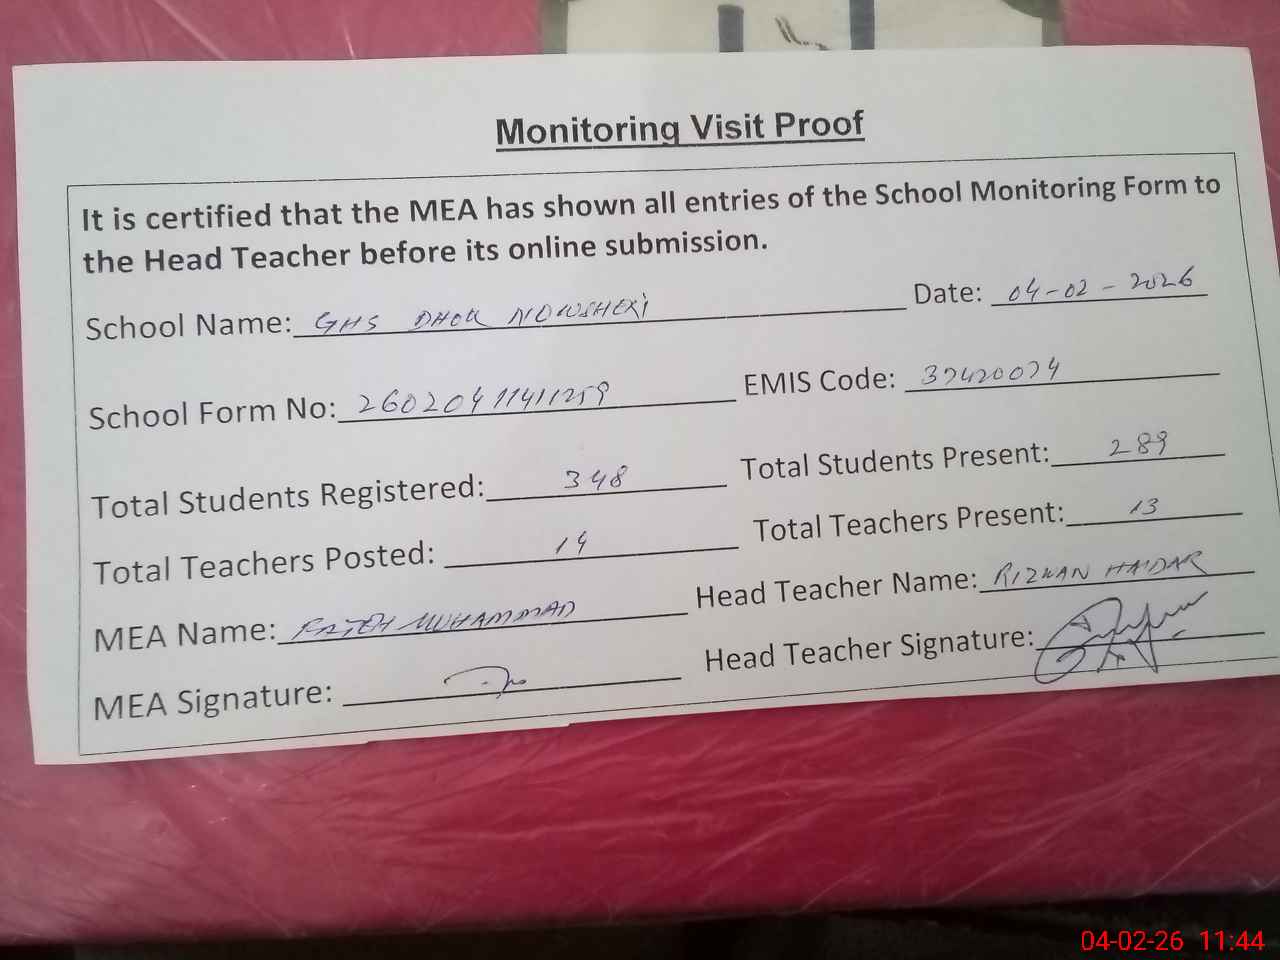 Monitoring Visit Proof
It is certified that the MEA has shown all entries of the School Monitoring Form to
the Head Teacher before its online submission.
School Name: GHS DHOK NOWSHERI Date: 04-02-2026
School Form No: 26020411411259 EMIS Code: 37420074
Total Students Registered: 348 Total Students Present: 289
Total Teachers Posted: 14 Total Teachers Present: 13
MEA Name: FATEH MUHAMMAD Head Teacher Name: RIZWAN HAIDAR
MEA Signature: Head Teacher Signature:
04-02-26 11:44